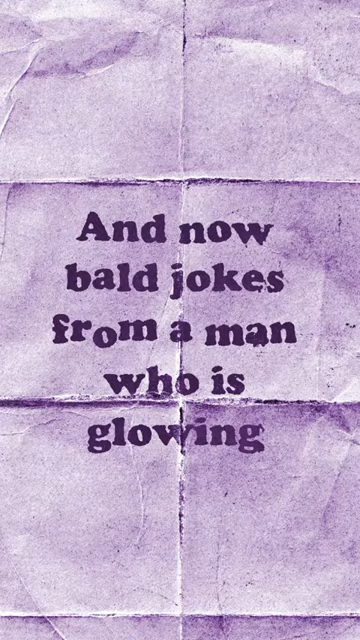 And now
bald jokes
from a man
who is
glowing